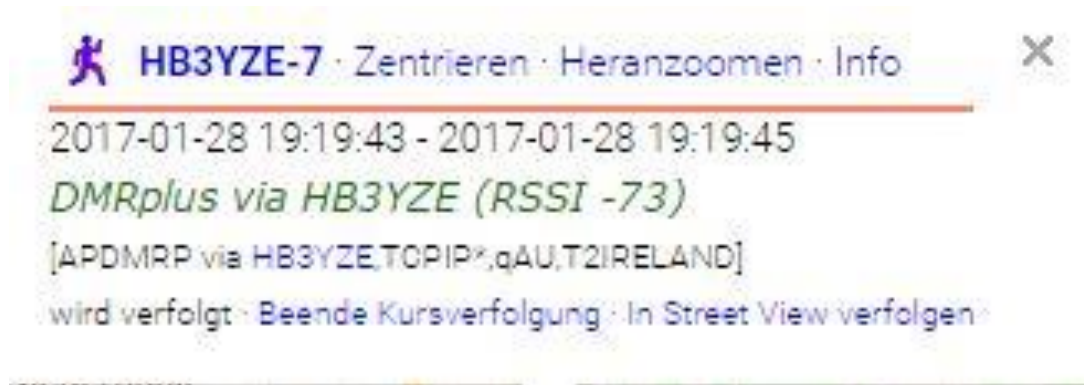 HB3YZE-7 · Zentrieren · Heranzoomen · Info
2017-01-28 19:19:43 - 2017-01-28 19:19:45
DMRplus via HB3YZE (RSSI -73)
[APDMRP via HB3YZE,TCPIP*,qAU,T2IRELAND]
wird verfolgt · Beende Kursverfolgung · In Street View verfolgen